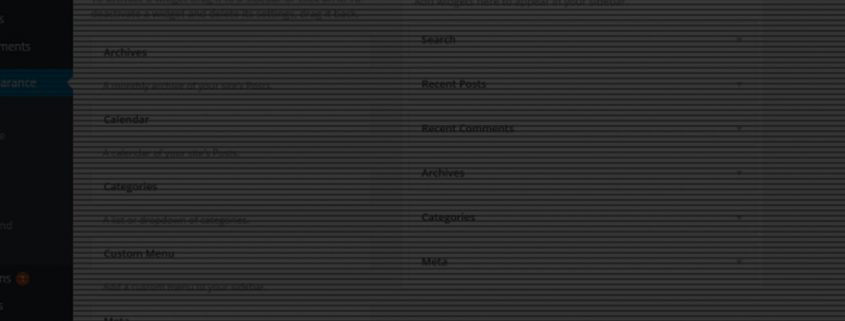 deactivate a widget and delete its settings, drag it back.
Add widgets here to appear in your sidebar.
s
ments
arance
nd
ns 1
s
Archives
A monthly archive of your site's Posts.
Calendar
A calendar of your site's Posts.
Categories
A list or dropdown of categories.
Custom Menu
Add a custom menu to your sidebar.
Search
Recent Posts
Recent Comments
Archives
Categories
Meta